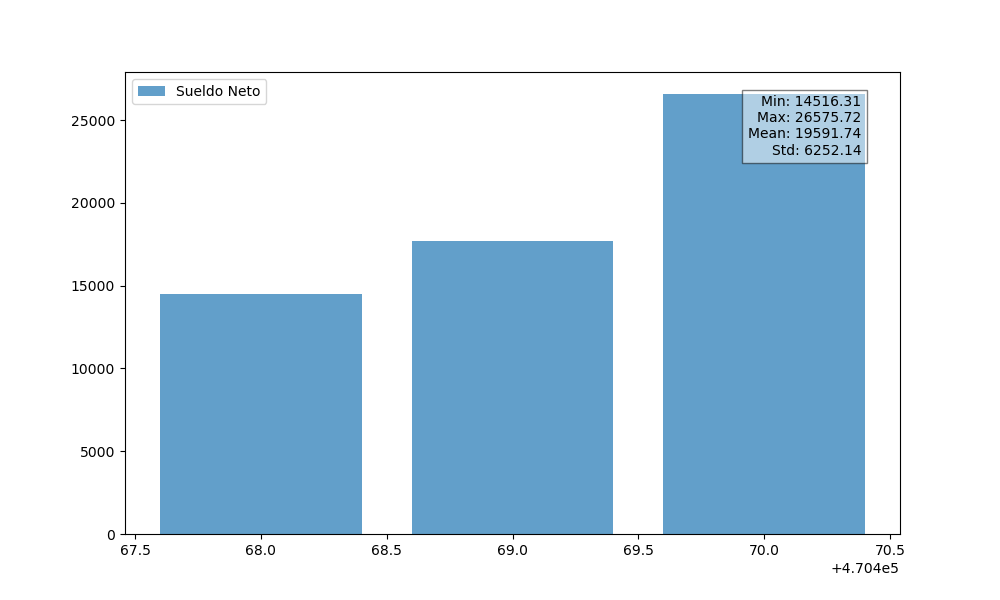 Sueldo Neto
Min: 14516.31
Max: 26575.72
Mean: 19591.74
Std: 6252.14
25000
20000
15000
10000
5000
0
67.5 68.0 68.5 69.0 69.5 70.0 70.5
+4.704e5